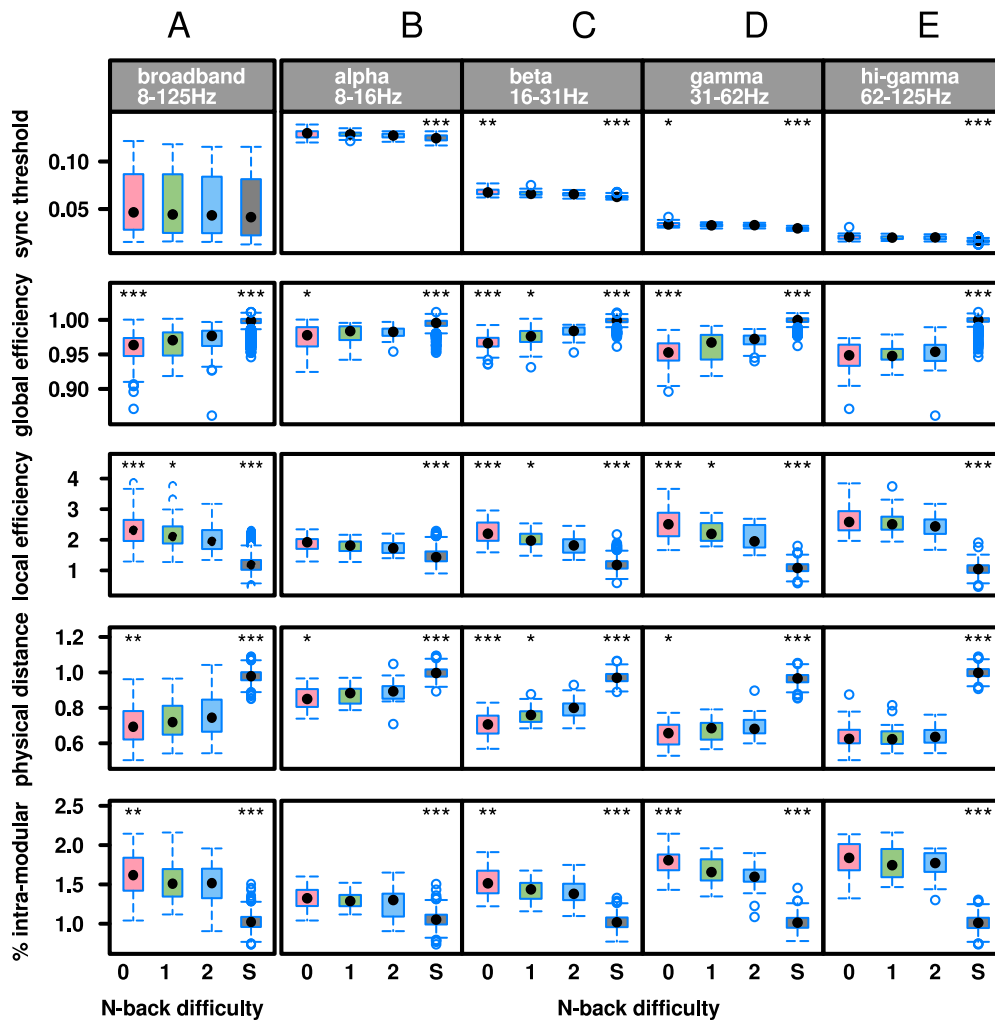 A B C D E
broadband alpha beta gamma hi-gamma
8-125Hz 8-16Hz 16-31Hz 31-62Hz 62-125Hz
sync threshold
0.10
0.05
*** ** *** * *** ***
global efficiency
1.00
0.95
0.90
*** *** * *** *** * *** *** *** ***
local efficiency
4
3
2
1
*** * *** *** *** * *** *** * *** ***
physical distance
1.2
1.0
0.8
0.6
** *** * *** *** * *** * *** ***
% intra-modular
2.5
2.0
1.5
1.0
** *** *** ** *** *** *** ***
0 1 2 S 0 1 2 S 0 1 2 S 0 1 2 S 0 1 2 S
N-back difficulty N-back difficulty